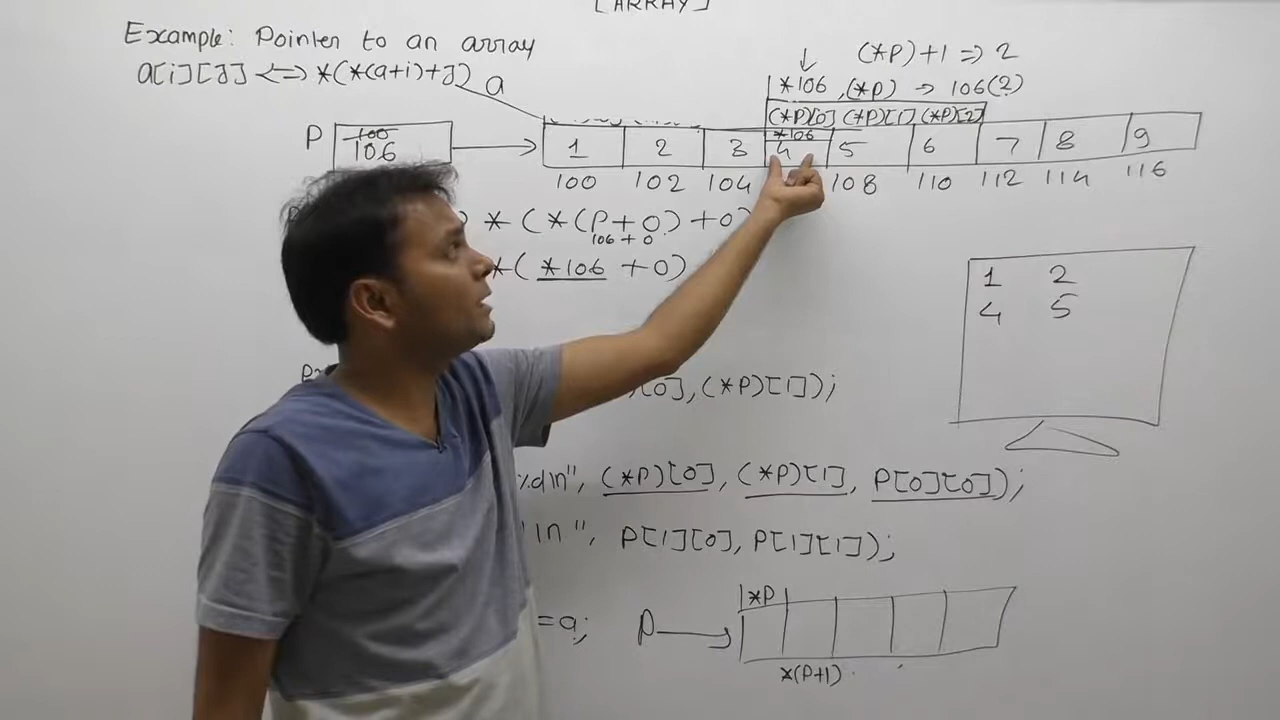 [ARRAY]
Example: Pointer to an array
a[i][j] <=> *(*(a+i)+j) a
(*P)+1 => 2
*106 ,(*P) → 106(2)
(*P)[0] (*P)[1] (*P)[2]
P 100 106
*106
1 2 3 4 5 6 7 8 9
100 102 104 108 110 112 114 116
*(*(P+0)+0)
106+0
*(*106 +0)
1 2
4 5
[0],(*P)[1]);
%d\n", (*P)[0], (*P)[1], P[0][0]);
\n", P[1][0], P[1][1]);
=a; P *P
*(P+1)